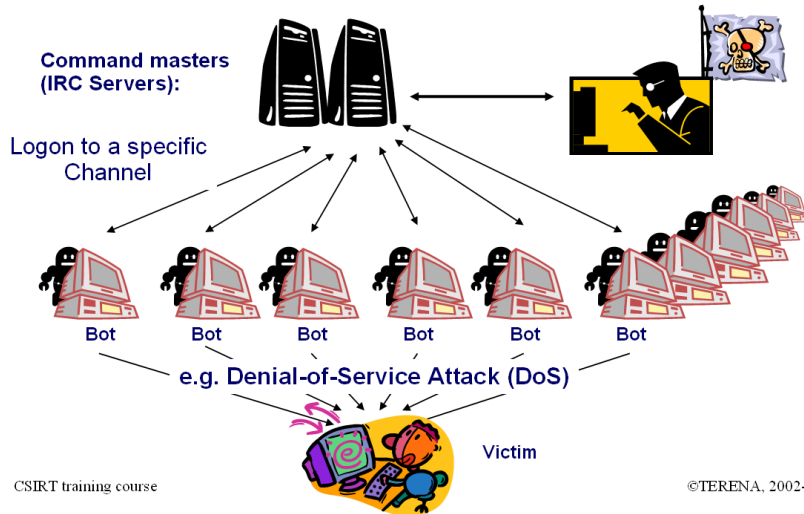 Command masters
(IRC Servers):
Logon to a specific
Channel
Bot
Bot
Bot
Bot
Bot
Bot
e.g. Denial-of-Service Attack (DoS)
Victim
CSIRT training course
©TERENA, 2002-